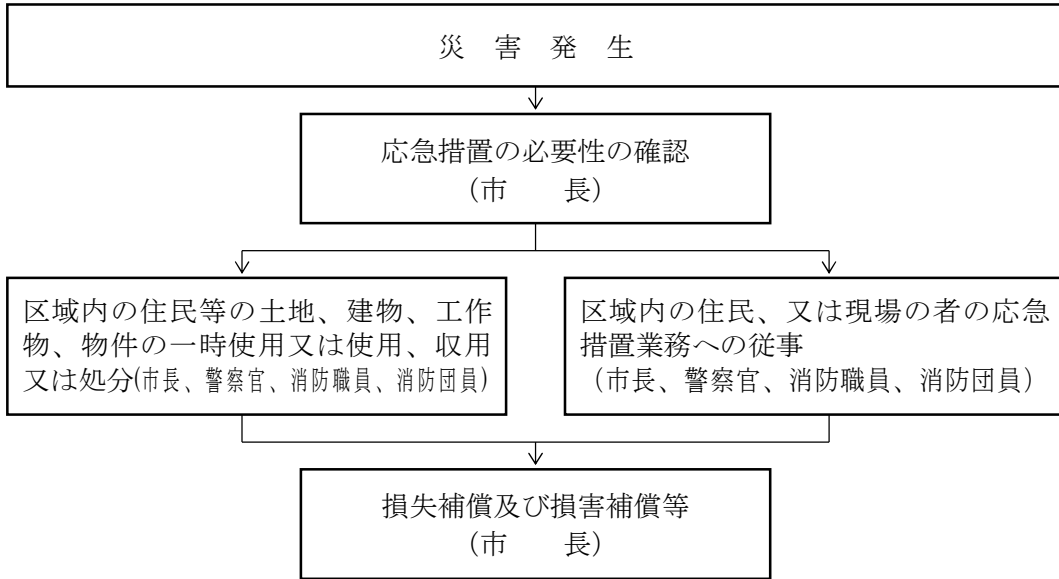 災 害 発 生
応急措置の必要性の確認
（市　　長）
区域内の住民等の土地、建物、工作
物、物件の一時使用又は使用、収用
又は処分(市長、警察官、消防職員、消防団員)
区域内の住民、又は現場の者の応急
措置業務への従事
（市長、警察官、消防職員、消防団員）
損失補償及び損害補償等
（市　　長）